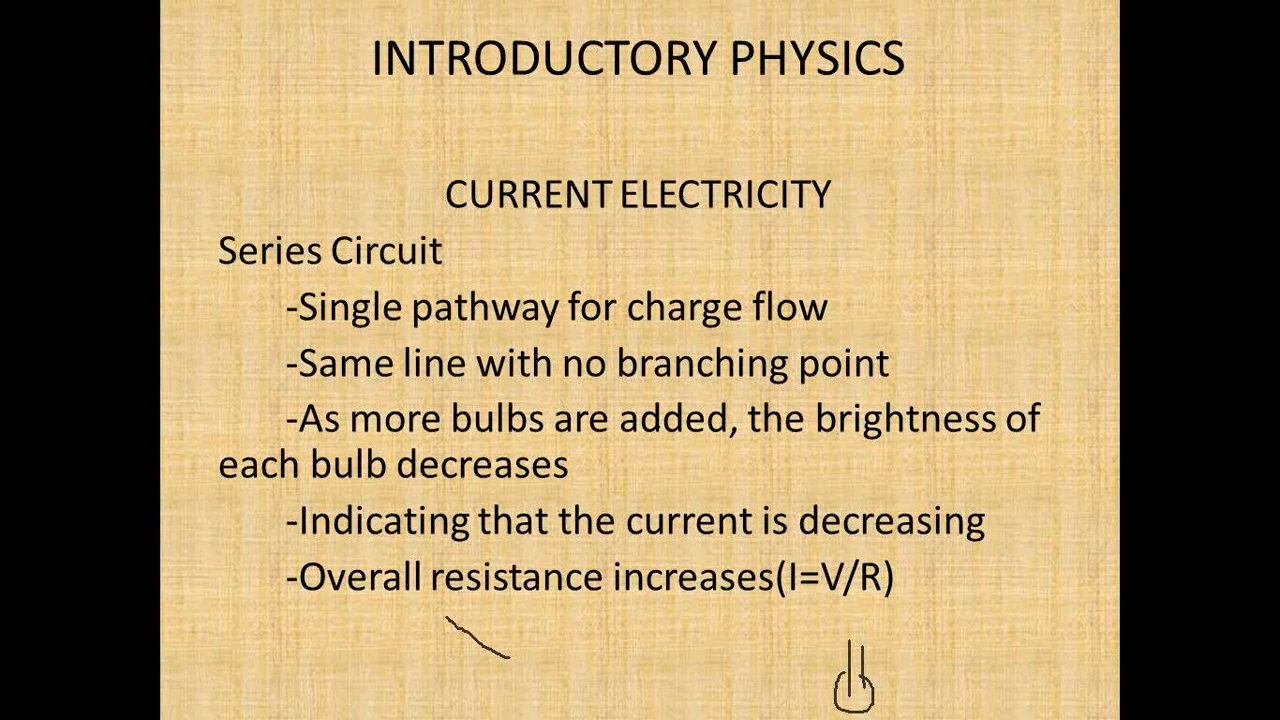 INTRODUCTORY PHYSICS
CURRENT ELECTRICITY
Series Circuit
-Single pathway for charge flow
-Same line with no branching point
-As more bulbs are added, the brightness of
each bulb decreases
-Indicating that the current is decreasing
-Overall resistance increases(I=V/R)